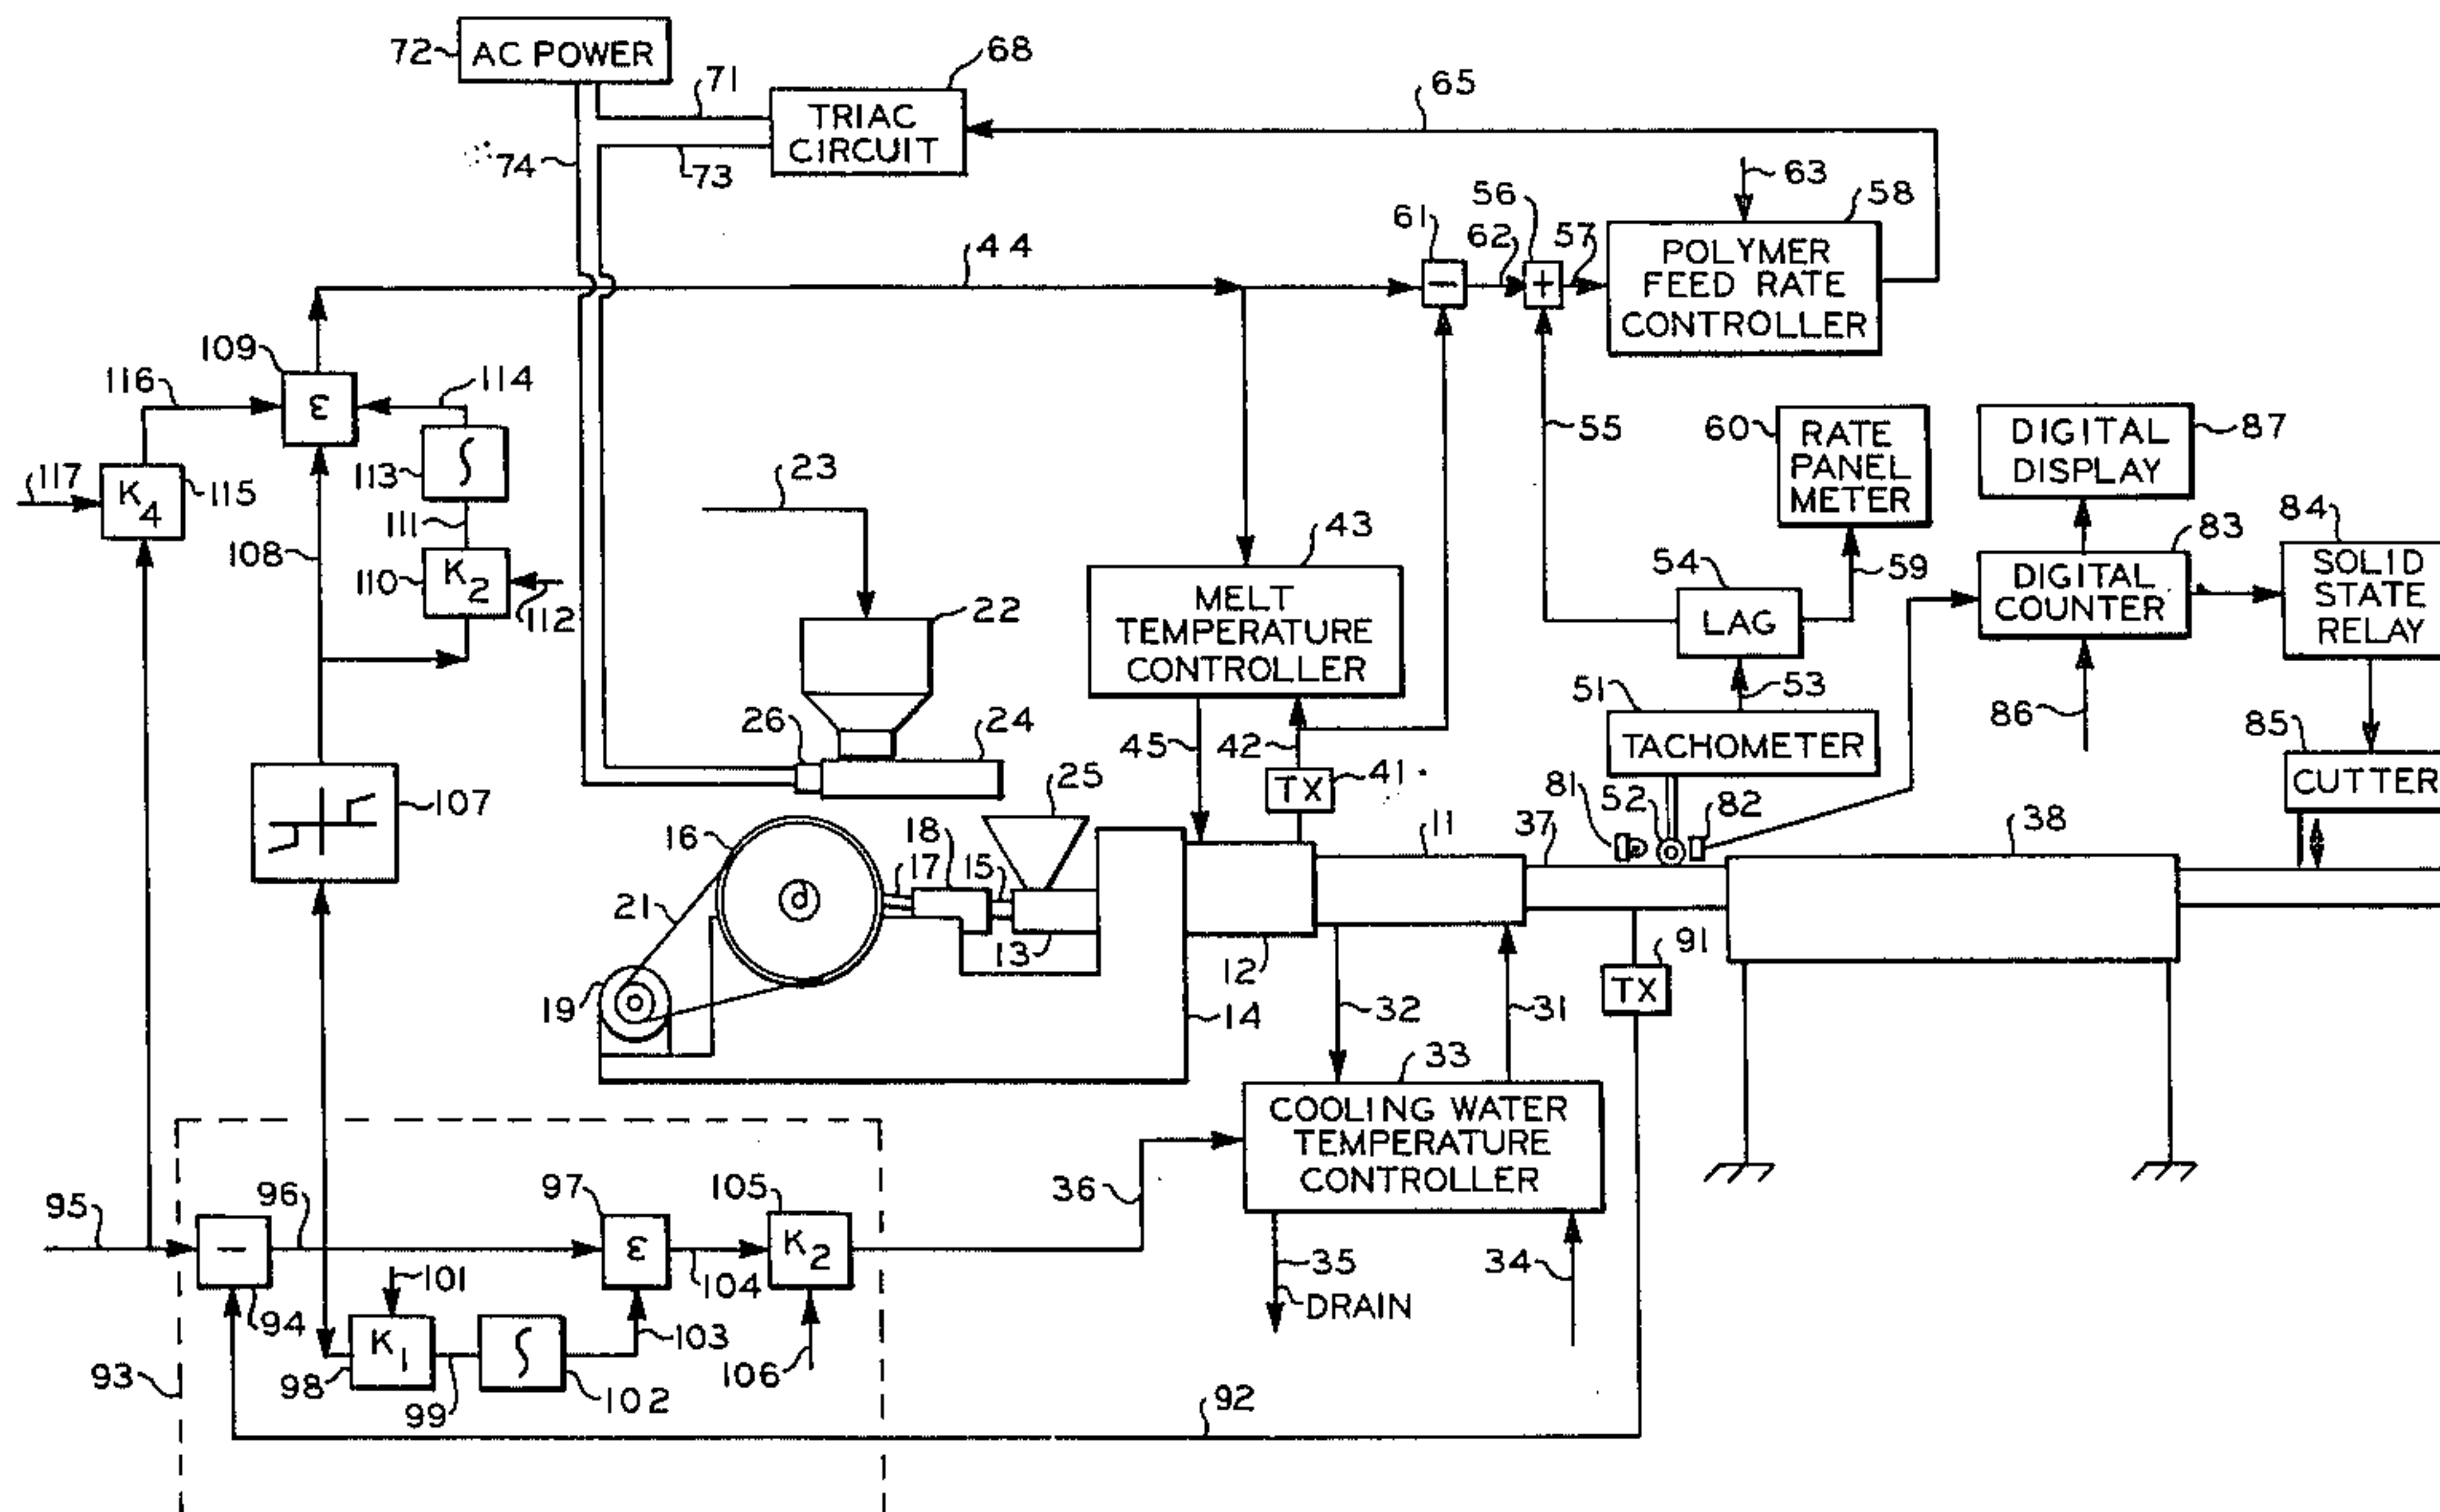 72 AC POWER
71
68
TRIAC
CIRCUIT
65
74
73
63
58
56
61
62
57
POLYMER
FEED RATE
CONTROLLER
44
109
116
ε
114
55
60
RATE
PANEL
METER
DIGITAL
DISPLAY
87
117
K4
115
113
∫
23
111
108
110
K2
112
43
MELT
TEMPERATURE
CONTROLLER
54
LAG
59
83
DIGITAL
COUNTER
84
SOLID
STATE
RELAY
22
26
24
45
42
51
53
TACHOMETER
86
85
CUTTER
107
25
TX
41
81
52
82
16
18
17
15
11
37
38
21
13
12
91
TX
19
14
32
31
33
COOLING WATER
TEMPERATURE
CONTROLLER
95
96
97
105
36
−
ε
K2
94
101
104
35
34
DRAIN
K1
∫
103
106
93
98
99
102
92